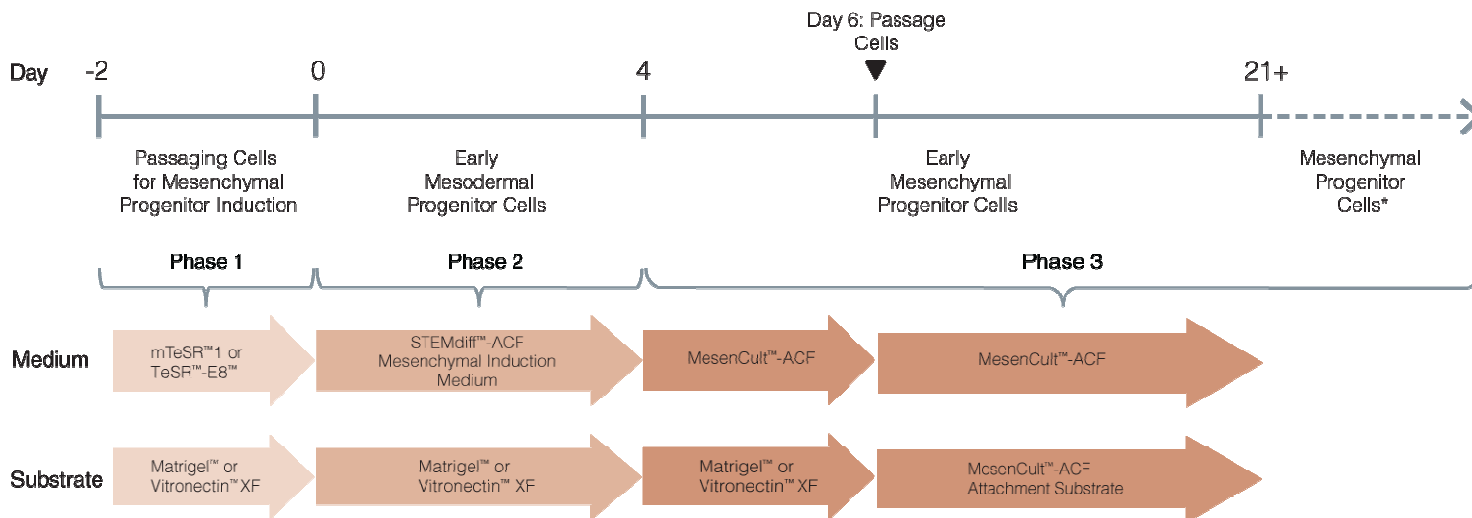 Day 6: Passage
Cells
Day -2 0 4 21+
Passaging Cells
for Mesenchymal
Progenitor Induction
Early
Mesodermal
Progenitor Cells
Early
Mesenchymal
Progenitor Cells
Mesenchymal
Progenitor
Cells*
Phase 1 Phase 2 Phase 3
Medium
mTeSR™1 or
TeSR™-E8™
STEMdiff™-ACF
Mesenchymal Induction
Medium
MesenCult™-ACF
MesenCult™-ACF
Substrate
Matrigel™ or
Vitronectin™ XF
Matrigel™ or
Vitronectin™ XF
Matrigel™ or
Vitronectin™ XF
MesenCult™-ACF
Attachment Substrate